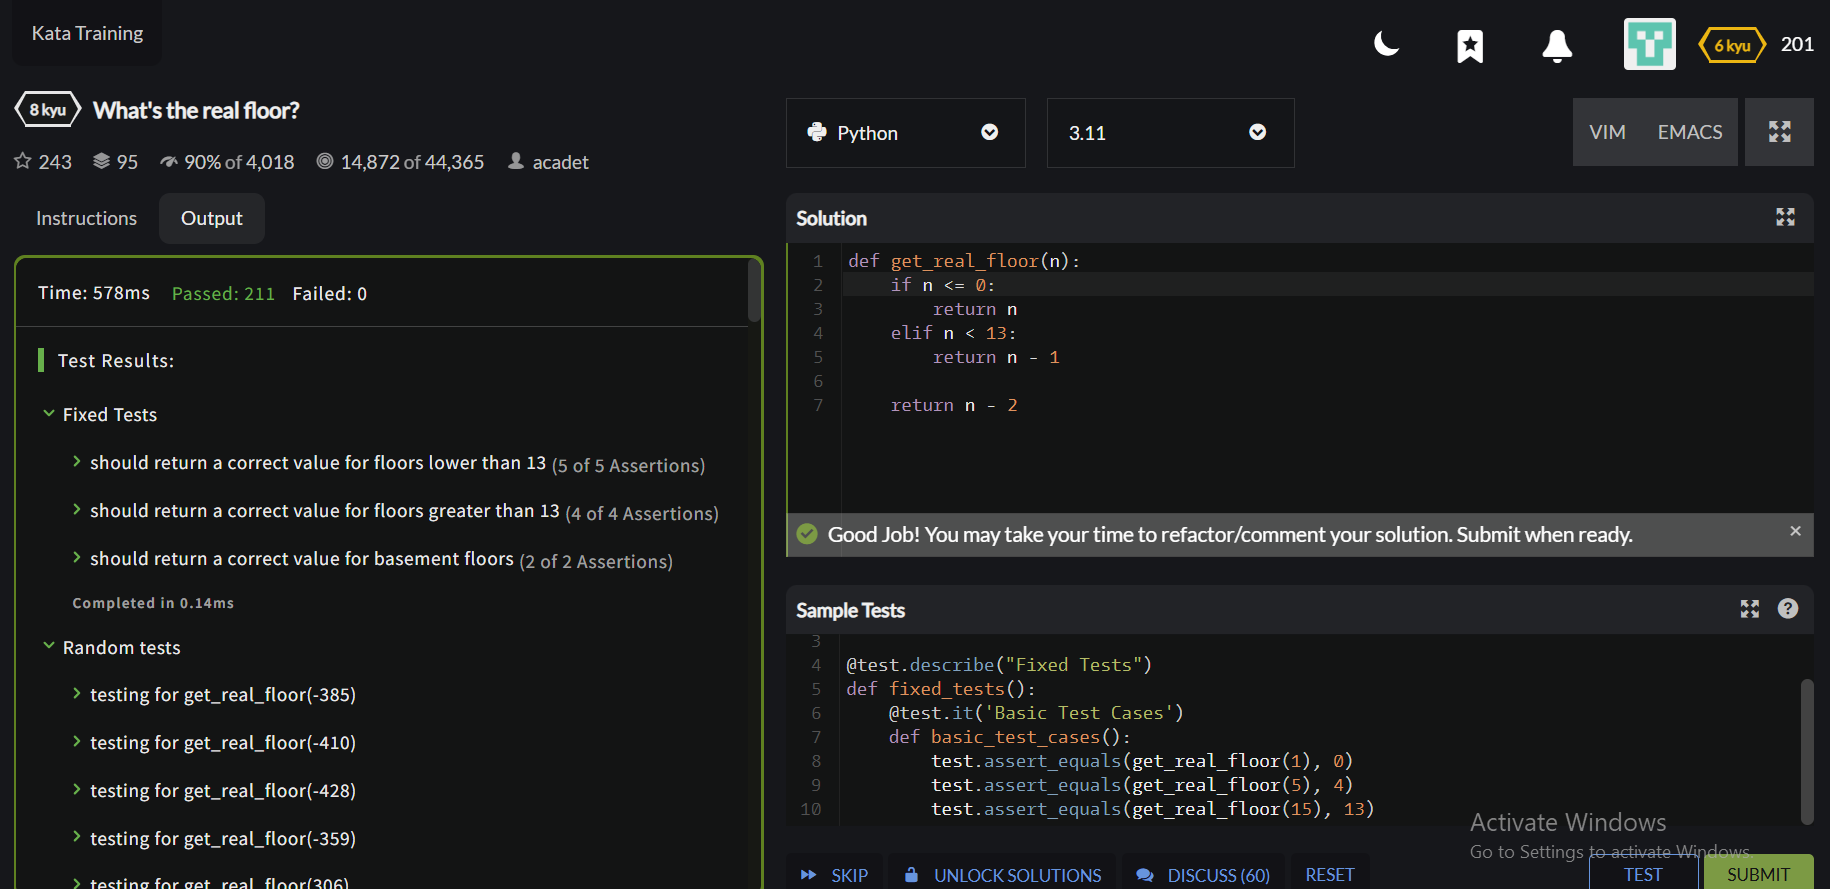 Kata Training
6 kyu 201
8 kyu What's the real floor?
243 95 90% of 4,018 14,872 of 44,365 acadet
Instructions Output
Time: 578ms Passed: 211 Failed: 0
Test Results:
Fixed Tests
should return a correct value for floors lower than 13 (5 of 5 Assertions)
should return a correct value for floors greater than 13 (4 of 4 Assertions)
should return a correct value for basement floors (2 of 2 Assertions)
Completed in 0.14ms
Random tests
testing for get_real_floor(-385)
testing for get_real_floor(-410)
testing for get_real_floor(-428)
testing for get_real_floor(-359)
testing for get_real_floor(306)
Python 3.11 VIM EMACS
Solution
1 def get_real_floor(n):
2 if n <= 0:
3 return n
4 elif n < 13:
5 return n - 1
6
7 return n - 2
Good Job! You may take your time to refactor/comment your solution. Submit when ready. ×
Sample Tests ?
3
4 @test.describe("Fixed Tests")
5 def fixed_tests():
6 @test.it('Basic Test Cases')
7 def basic_test_cases():
8 test.assert_equals(get_real_floor(1), 0)
9 test.assert_equals(get_real_floor(5), 4)
10 test.assert_equals(get_real_floor(15), 13)
Activate Windows
Go to Settings to activate Windows.
SKIP UNLOCK SOLUTIONS DISCUSS (60) RESET TEST SUBMIT